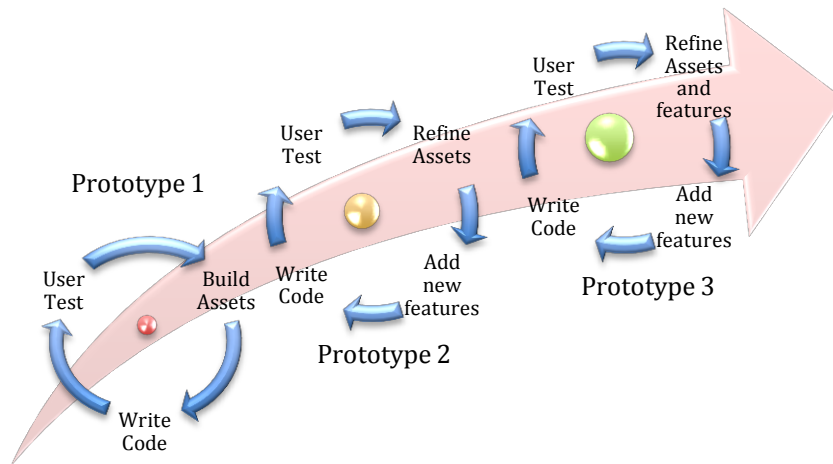 Prototype 1
User
Test
Build
Assets
Write
Code
User
Test
Refine
Assets
Add
new
features
Write
Code
Prototype 2
User
Test
Refine
Assets
and
features
Add
new
features
Write
Code
Prototype 3